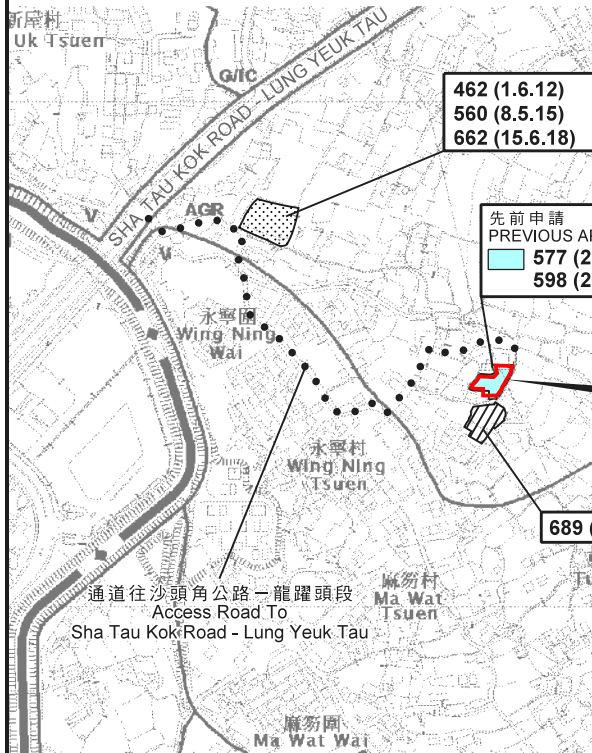 新屋村
Uk Tsuen
G/IC
SHA TAU KOK ROAD - LUNG YEUK TAU
462 (1.6.12)
560 (8.5.15)
662 (15.6.18)
V
AGR
V
先前申請
PREVIOUS AP
577 (2
598 (2
永寧圍
Wing Ning
Wai
永寧村
Wing Ning
Tsuen
689 (
通道往沙頭角公路－龍躍頭段
Access Road To
Sha Tau Kok Road - Lung Yeuk Tau
麻笏村
Ma Wat
Tsuen
麻笏圍
Ma Wat Wai